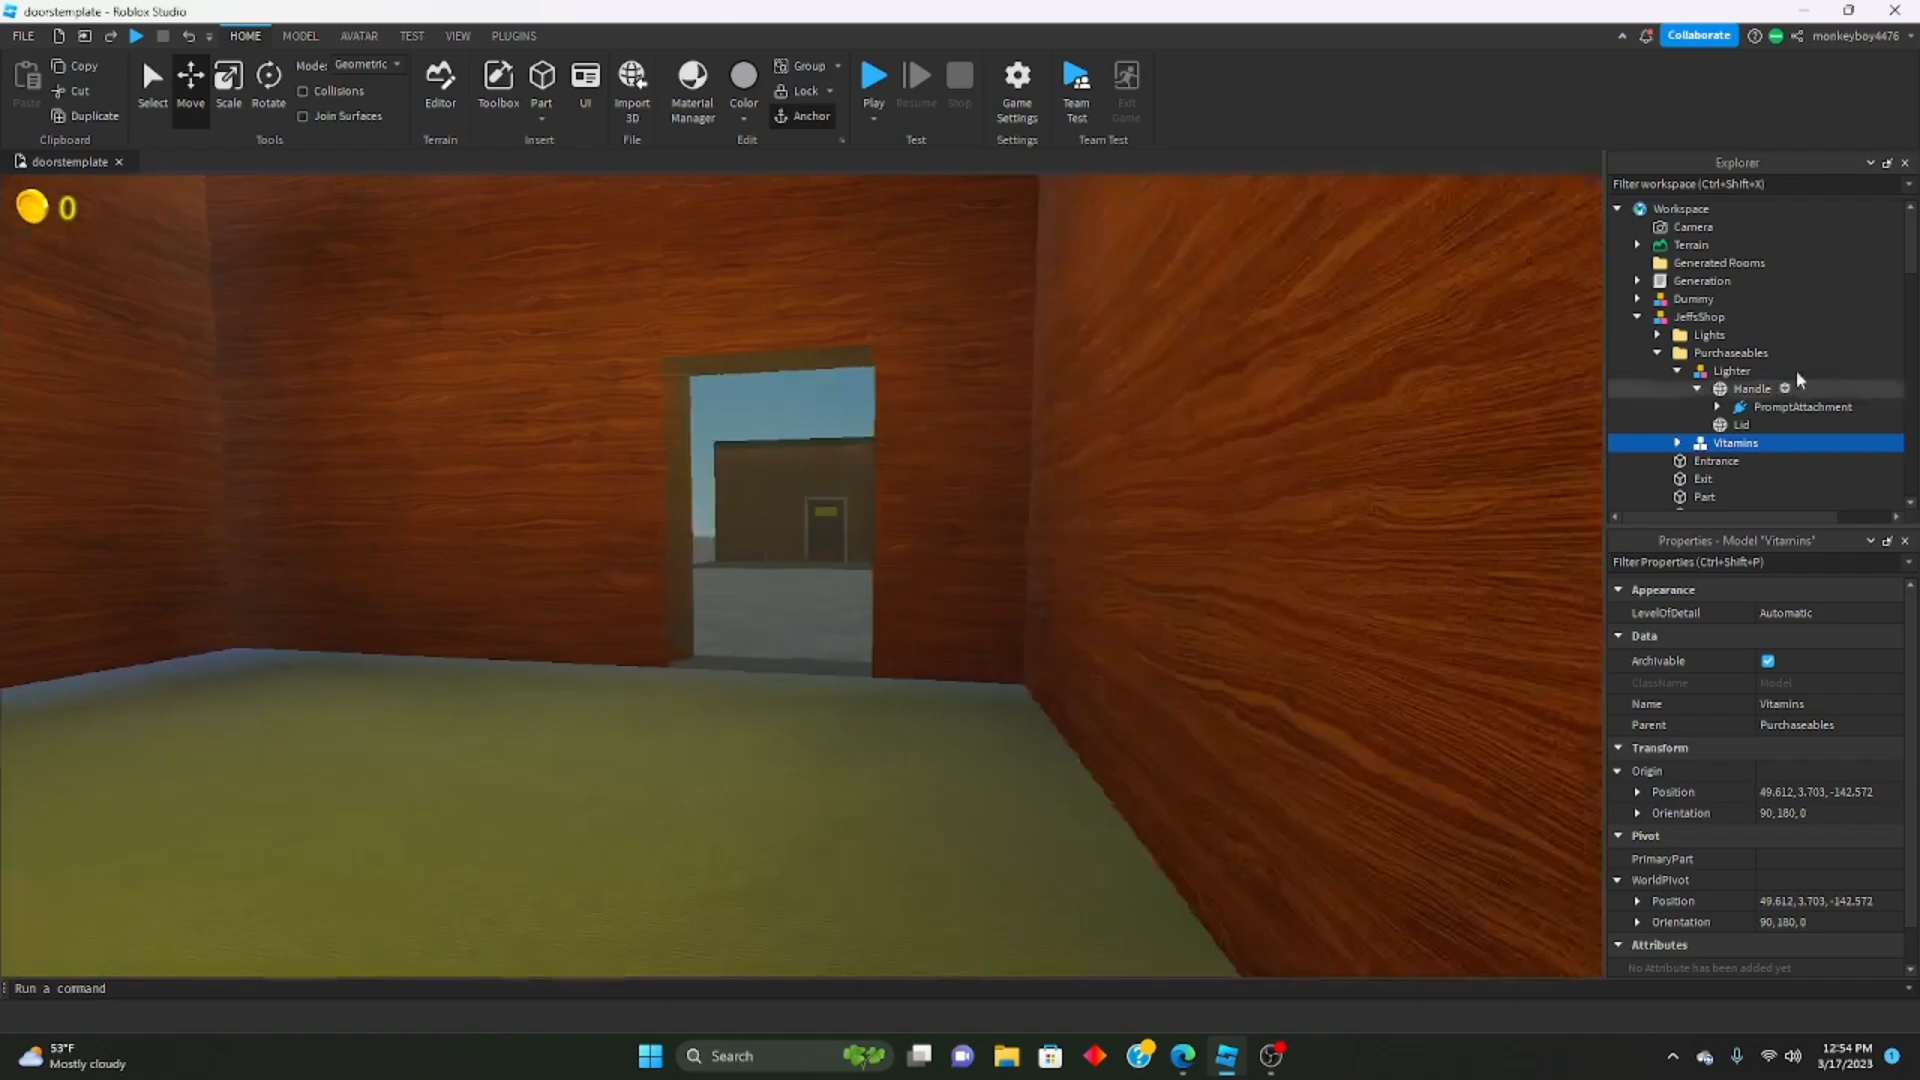 doorstemplate - Roblox Studio
FILE HOME MODEL AVATAR TEST VIEW PLUGINS Collaborate monkeyboy4476
Paste Copy Cut Duplicate Clipboard
Select Move Scale Rotate Mode: Geometric Collisions Join Surfaces Tools
Editor Terrain
Toolbox Part UI Insert
Import 3D File
Material Manager Color Group Lock Anchor Edit
Play Resume Stop Test
Game Settings Settings
Team Test Exit Game Team Test
doorstemplate
0
Explorer
Filter workspace (Ctrl+Shift+X)
Workspace
Camera
Terrain
Generated Rooms
Generation
Dummy
JeffsShop
Lights
Purchaseables
Lighter
Handle
PromptAttachment
Lid
Vitamins
Entrance
Exit
Part
Properties - Model "Vitamins"
Filter Properties (Ctrl+Shift+P)
Appearance
LevelOfDetail Automatic
Data
Archivable
ClassName Model
Name Vitamins
Parent Purchaseables
Transform
Origin
Position 49.612, 3.703, -142.572
Orientation 90, 180, 0
Pivot
PrimaryPart
WorldPivot
Position 49.612, 3.703, -142.572
Orientation 90, 180, 0
Attributes
No Attribute has been added yet
Run a command
53°F
Mostly cloudy
Search
12:54 PM
3/17/2023
1